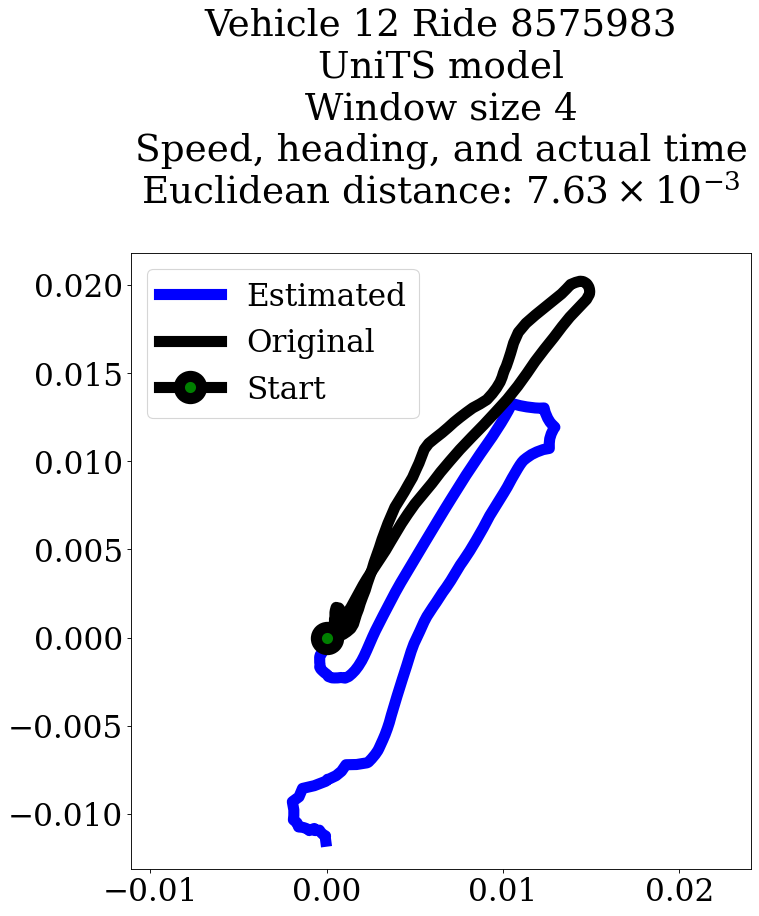 Vehicle 12 Ride 8575983
UniTS model
Window size 4
Speed, heading, and actual time
Euclidean distance: 7.63 × 10⁻³
Estimated
Original
Start
0.020
0.015
0.010
0.005
0.000
−0.005
−0.010
−0.01 0.00 0.01 0.02